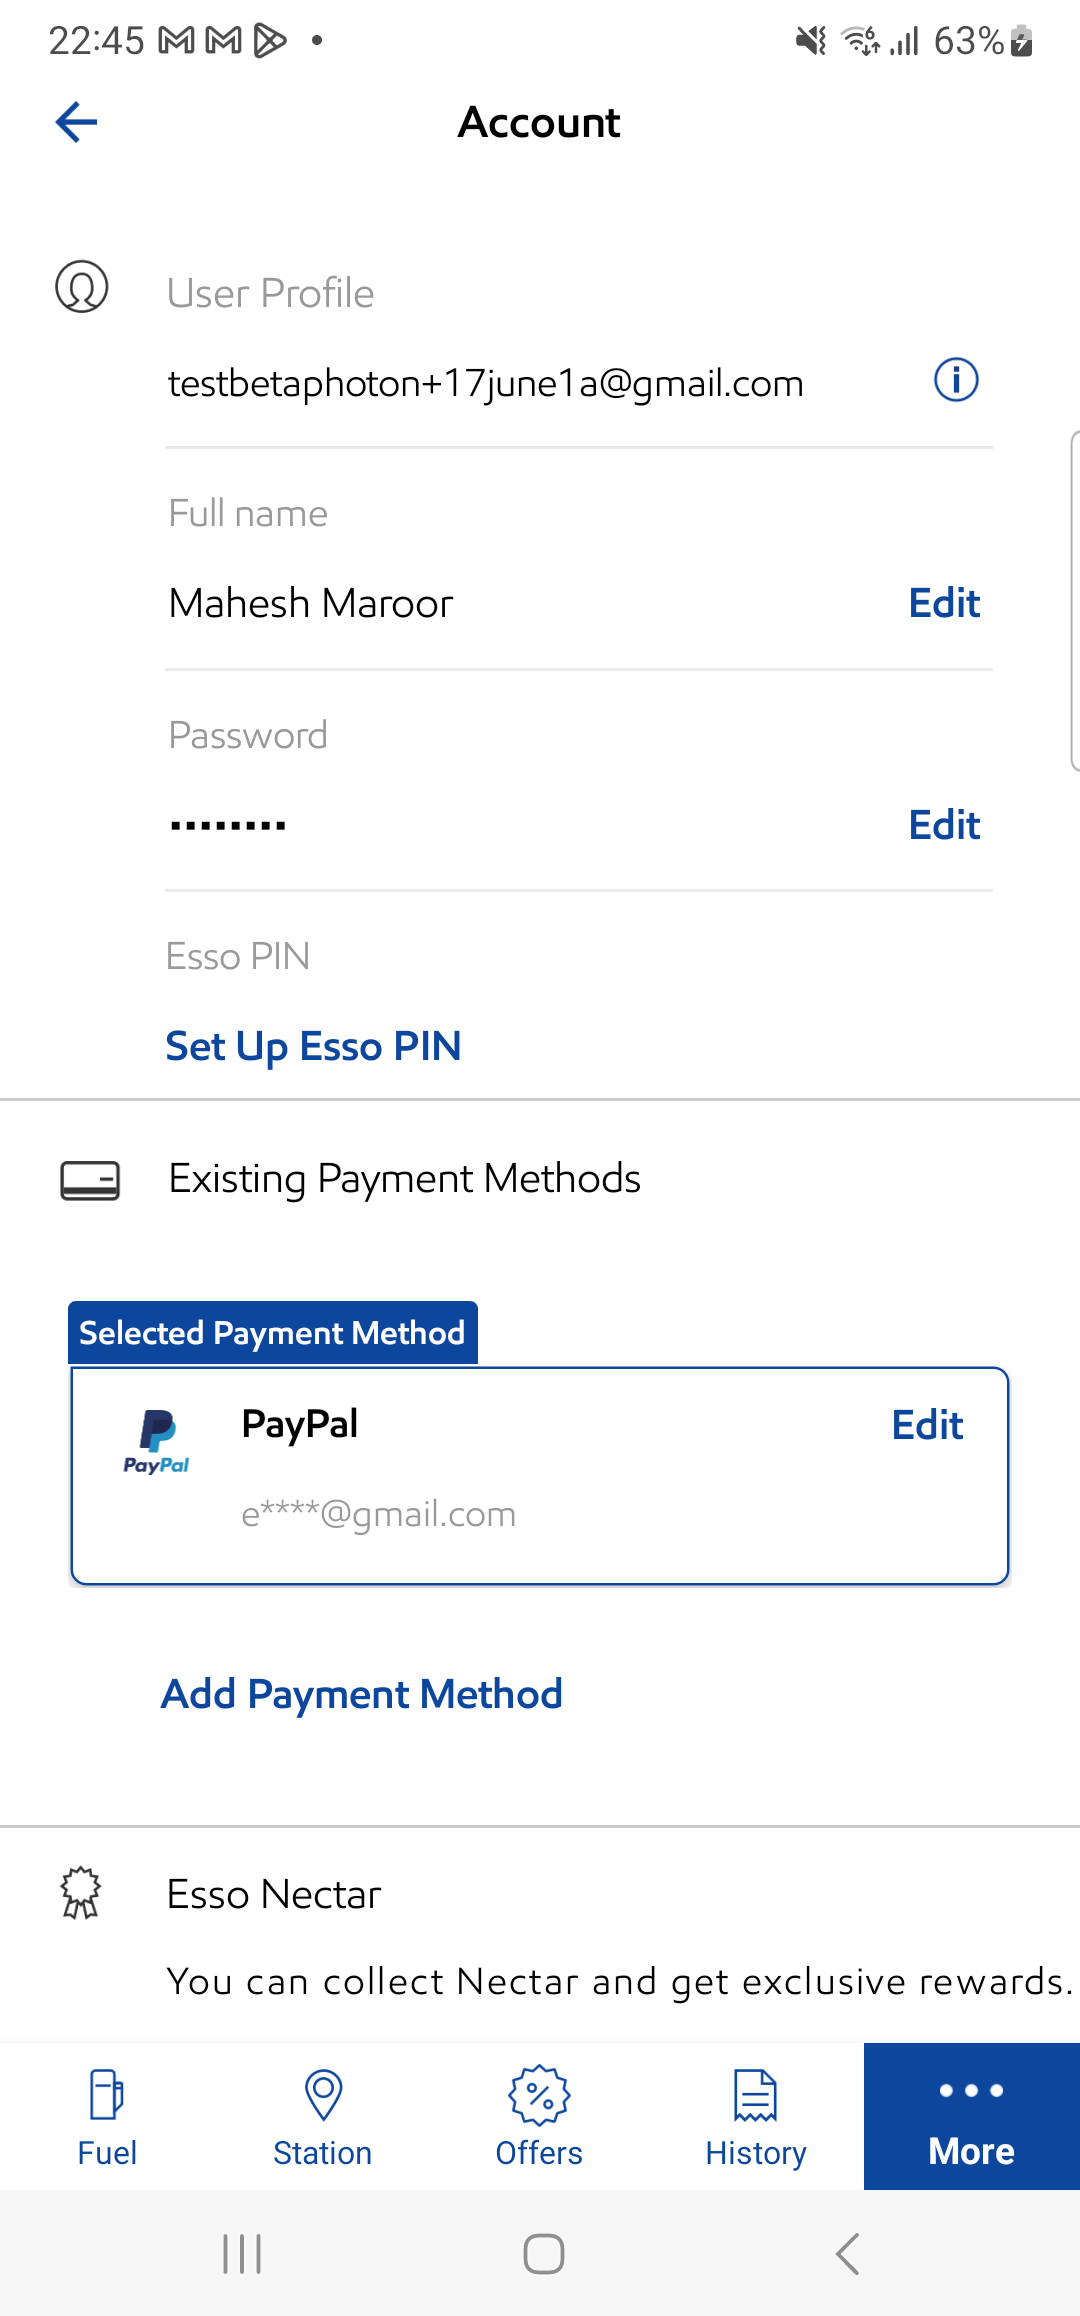 22:45
63%
Account
User Profile
testbetaphoton+17june1a@gmail.com
Full name
Mahesh Maroor
Edit
Password
........
Edit
Esso PIN
Set Up Esso PIN
Existing Payment Methods
Selected Payment Method
PayPal
PayPal
Edit
e****@gmail.com
Add Payment Method
Esso Nectar
You can collect Nectar and get exclusive rewards.
Fuel
Station
Offers
History
More